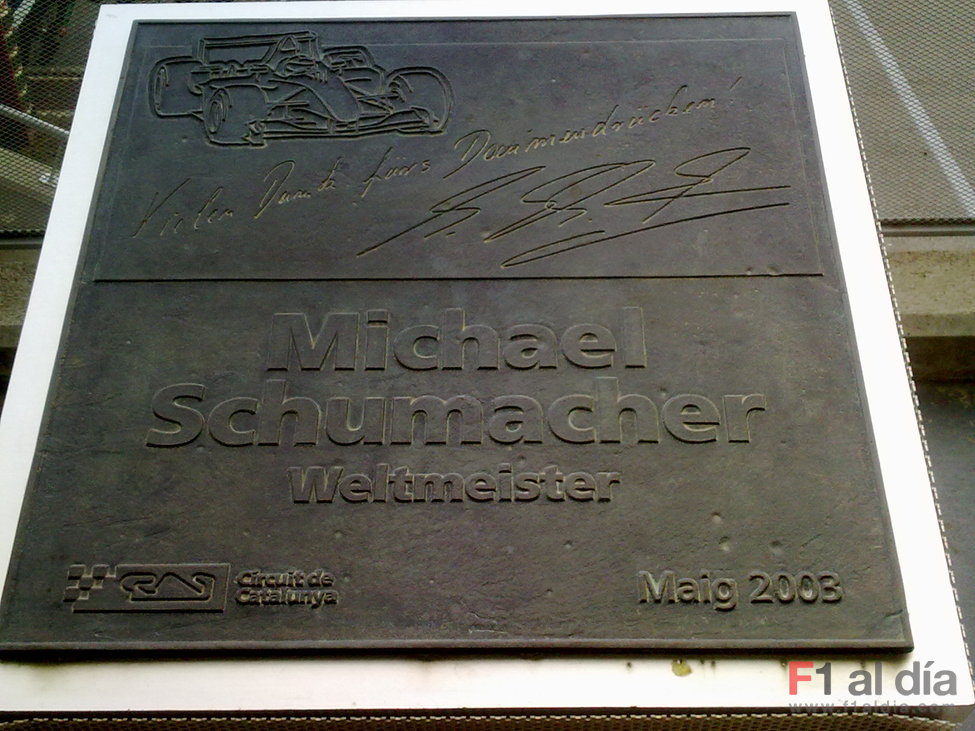 Vielen Dank fürs Daumendrücken!
Michael
Schumacher
Weltmeister
Circuit de
Catalunya
Maig 2003
F1 al día
www.f1aldia.com